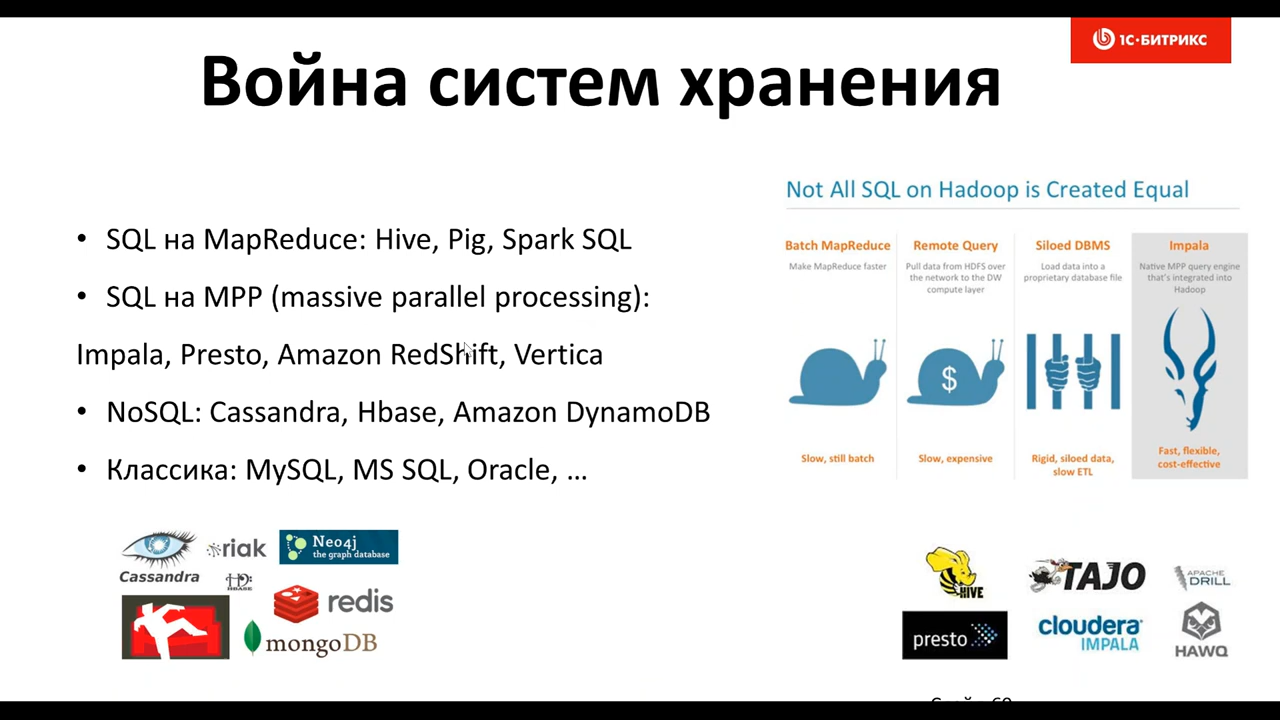 1С·БИТРИКС
Война систем хранения
• SQL на MapReduce: Hive, Pig, Spark SQL
• SQL на MPP (massive parallel processing):
Impala, Presto, Amazon RedShift, Vertica
• NoSQL: Cassandra, Hbase, Amazon DynamoDB
• Классика: MySQL, MS SQL, Oracle, …
Not All SQL on Hadoop is Created Equal
Batch MapReduce
Make MapReduce faster
Slow, still batch
Remote Query
Pull data from HDFS over
the network to the DW
compute layer
$
Slow, expensive
Siloed DBMS
Load data into a
proprietary database file
Rigid, siloed data,
slow ETL
Impala
Native MPP query engine
that's integrated into
Hadoop
Fast, flexible,
cost-effective
Cassandra
riak
Neo4j
the graph database
HBASE
redis
mongoDB
HIVE
TAJO
APACHE
DRILL
presto
cloudera
IMPALA
HAWQ